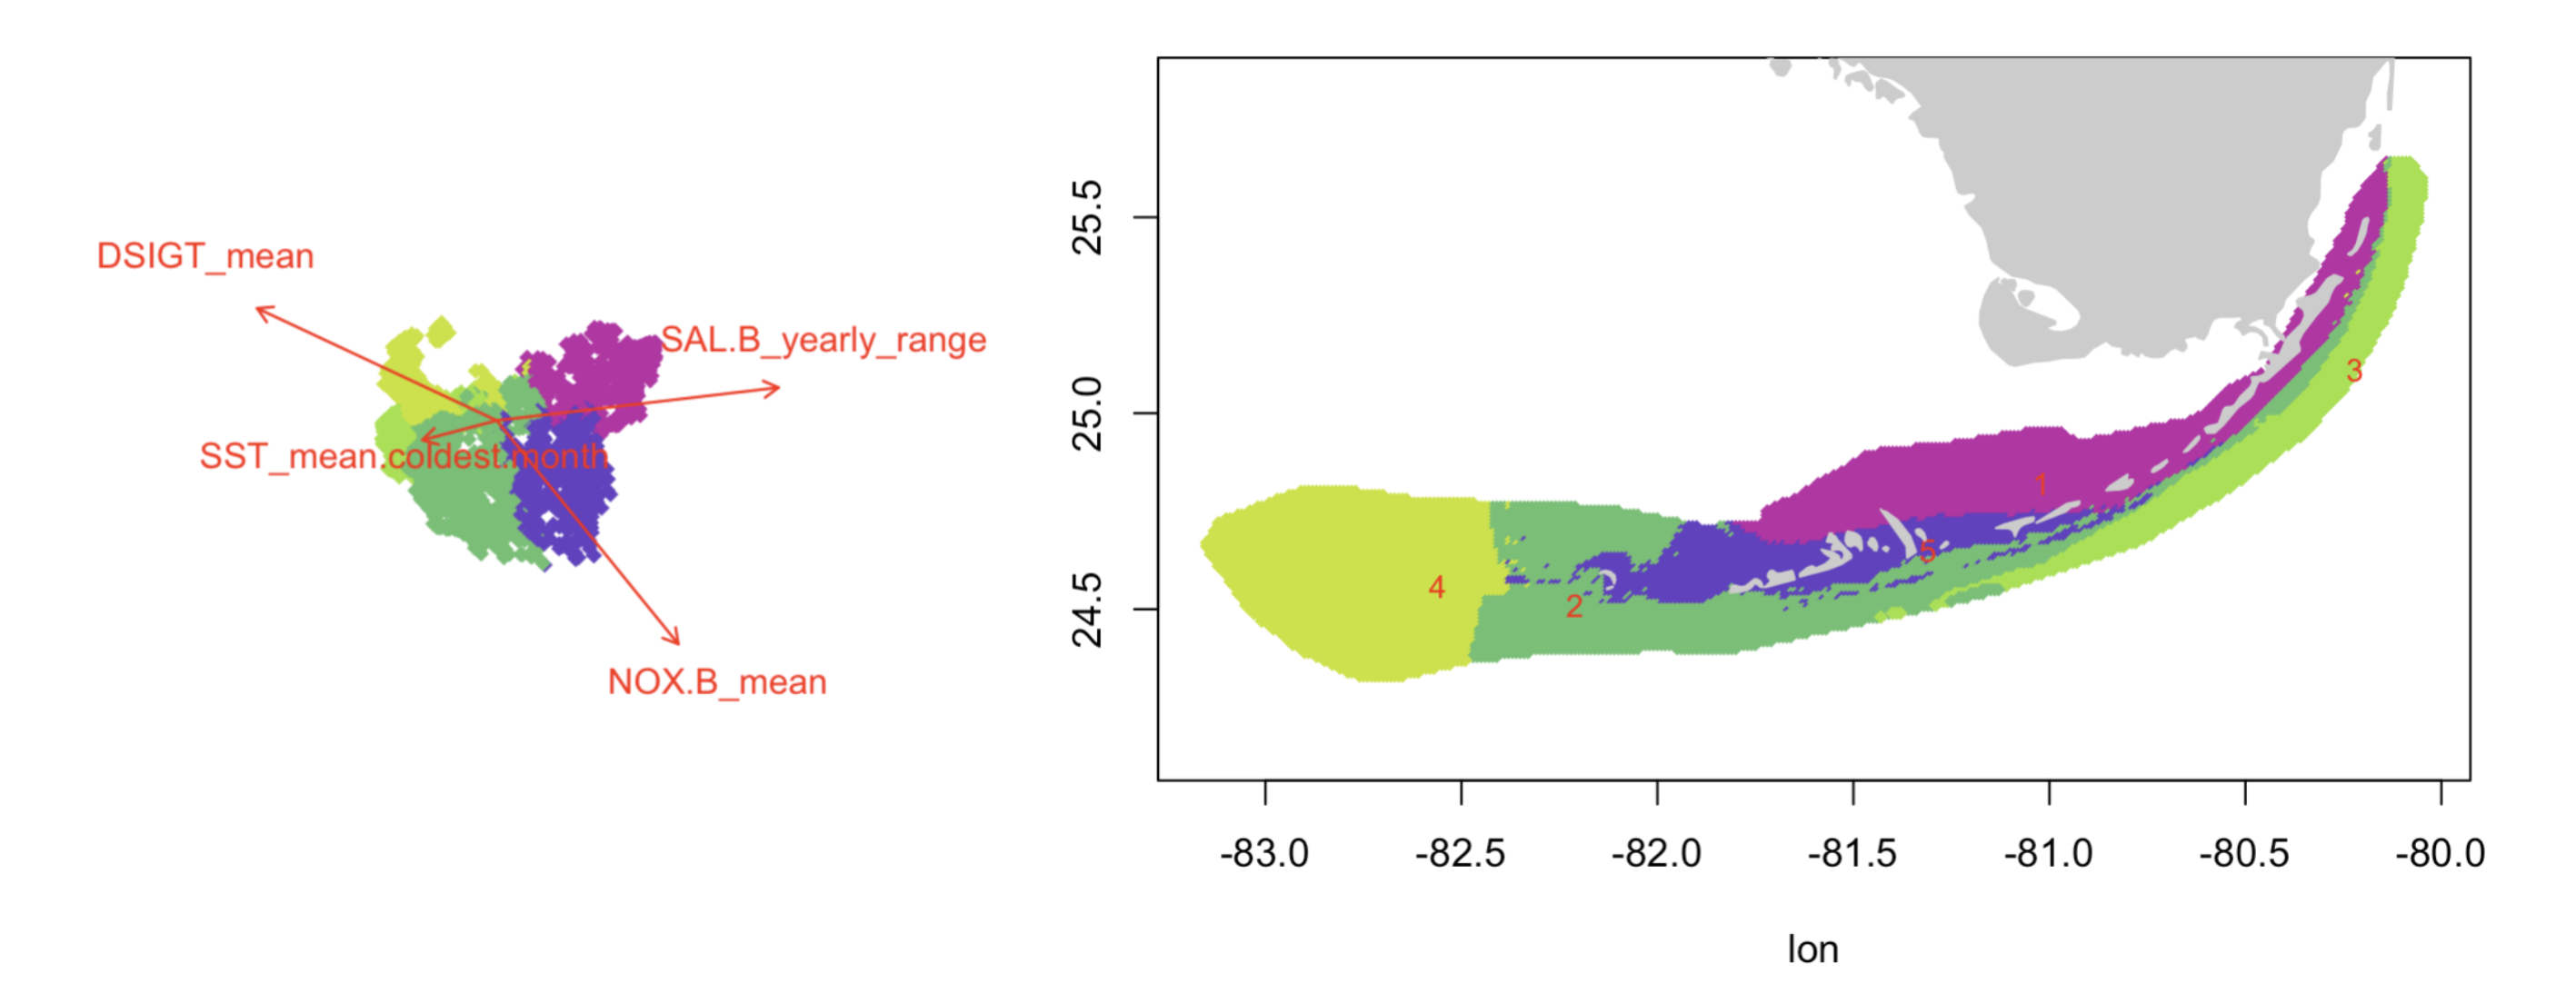 DSIGT_mean
SAL.B_yearly_range
SST_mean.coldest.month
NOX.B_mean
25.5
25.0
24.5
3
1
5
4
2
-83.0 -82.5 -82.0 -81.5 -81.0 -80.5 -80.0
lon